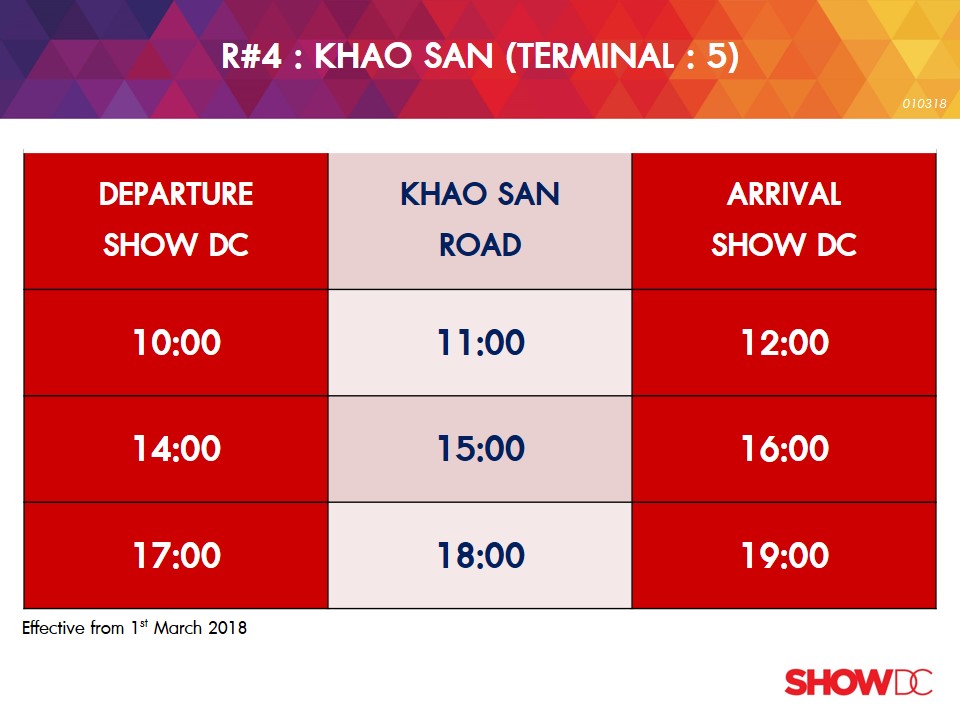 R#4 : KHAO SAN (TERMINAL : 5)
010318
DEPARTURE
SHOW DC
KHAO SAN
ROAD
ARRIVAL
SHOW DC
10:00 11:00 12:00
14:00 15:00 16:00
17:00 18:00 19:00
Effective from 1st March 2018
SHOWDC